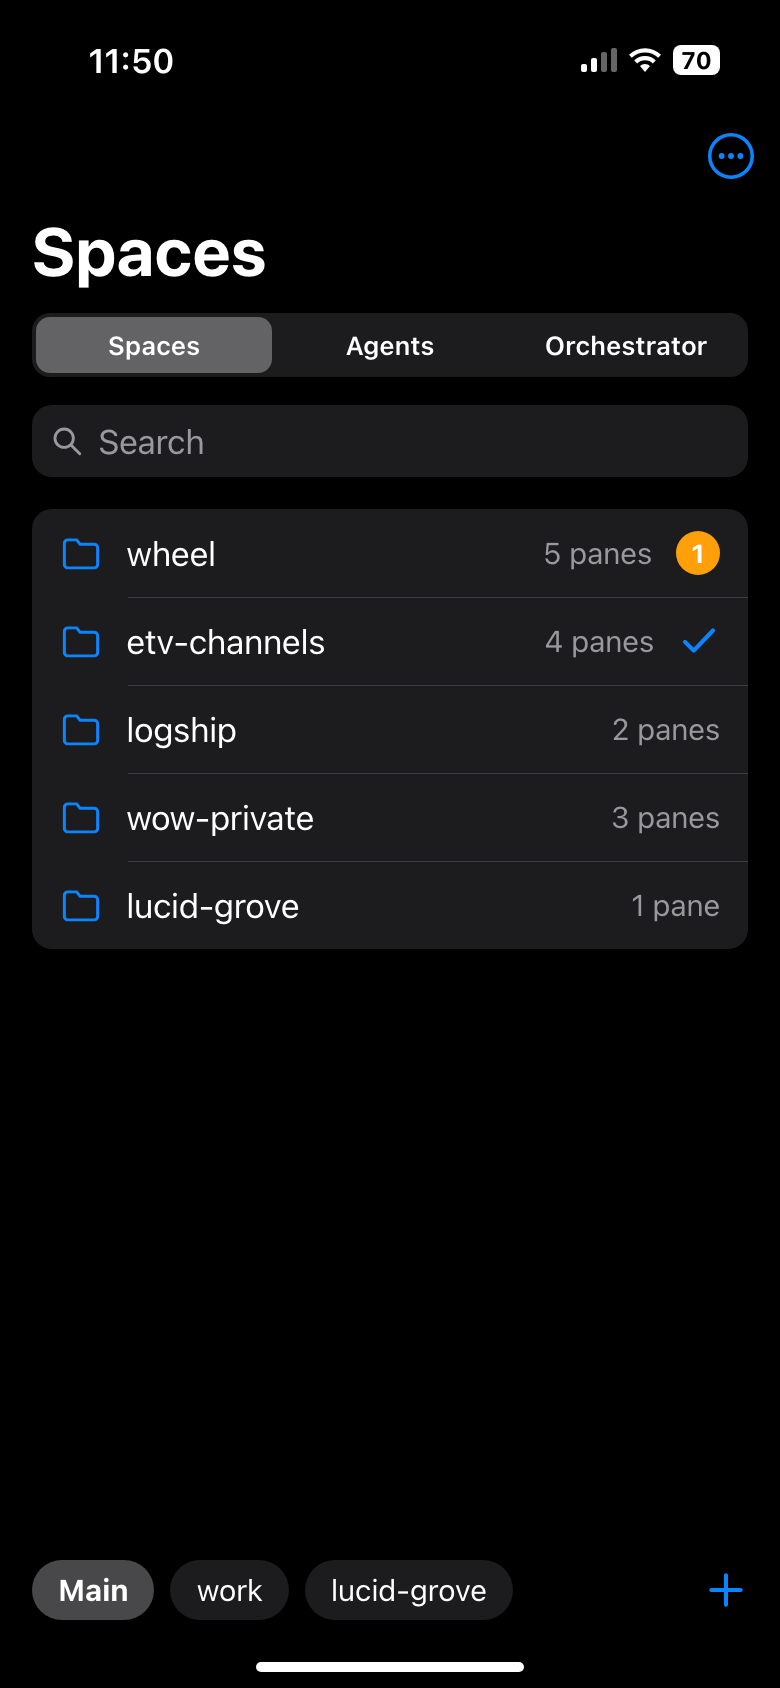 11:50
70
Spaces
Spaces Agents Orchestrator
Search
wheel 5 panes 1
etv-channels 4 panes
logship 2 panes
wow-private 3 panes
lucid-grove 1 pane
Main work lucid-grove